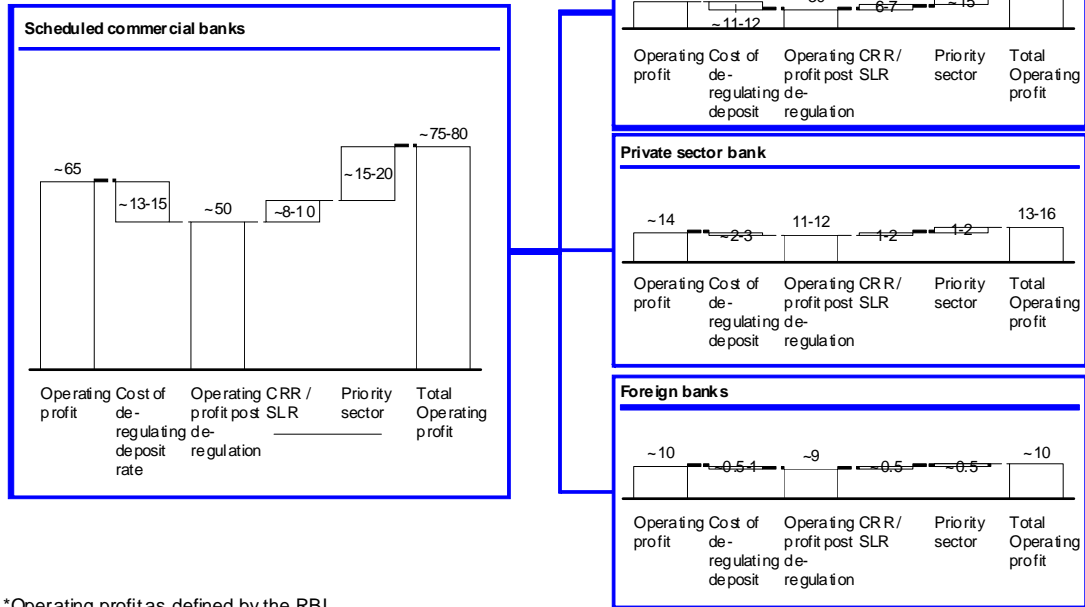 Scheduled commercial banks
~75-80
~65
~15-20
~13-15
~50
~8-10
Operating Cost of Operating CRR / Priority Total
profit de- profit post SLR sector Operating
regulating de- profit
deposit regulation
rate
6-7
~15
~11-12
Operating Cost of Operating CRR/ Priority Total
profit de- profit post SLR sector Operating
regulating de- profit
deposit regulation
Private sector bank
~14 ~2-3 11-12 1-2 1-2 13-16
Operating Cost of Operating CRR/ Priority Total
profit de- profit post SLR sector Operating
regulating de- profit
deposit regulation
Foreign banks
~10 ~0.5-1 ~9 ~0.5 ~0.5 ~10
Operating Cost of Operating CRR/ Priority Total
profit de- profit post SLR sector Operating
regulating de- profit
deposit regulation
*Operating profit as defined by the RBI